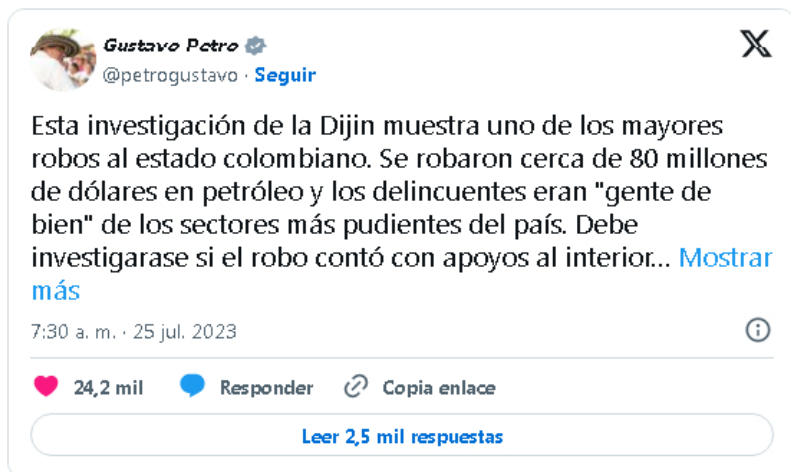 Gustavo Petro
@petrogustavo · Seguir
Esta investigación de la Dijin muestra uno de los mayores
robos al estado colombiano. Se robaron cerca de 80 millones
de dólares en petróleo y los delincuentes eran "gente de
bien" de los sectores más pudientes del país. Debe
investigarase si el robo contó con apoyos al interior... Mostrar
más
7:30 a. m. · 25 jul. 2023
24,2 mil Responder Copia enlace
Leer 2,5 mil respuestas